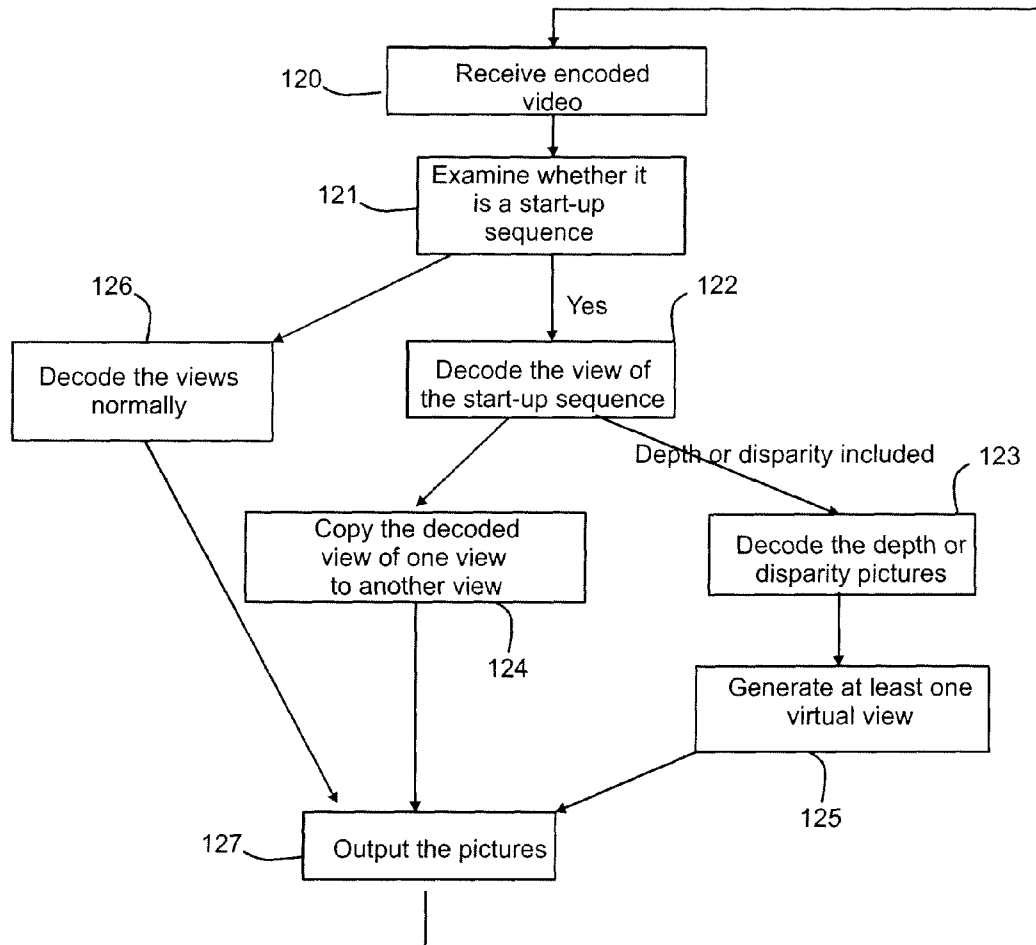 120
Receive encoded
video
121
Examine whether it
is a start-up
sequence
126
Yes
122
Decode the views
normally
Decode the view of
the start-up sequence
Depth or disparity included
123
Copy the decoded
view of one view
to another view
Decode the depth or
disparity pictures
124
Generate at least one
virtual view
125
127
Output the pictures